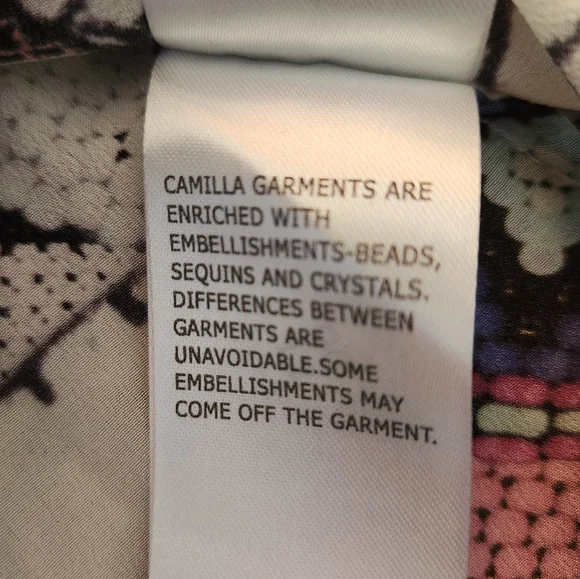 CAMILLA GARMENTS ARE
ENRICHED WITH
EMBELLISHMENTS-BEADS,
SEQUINS AND CRYSTALS.
DIFFERENCES BETWEEN
GARMENTS ARE
UNAVOIDABLE.SOME
EMBELLISHMENTS MAY
COME OFF THE GARMENT.